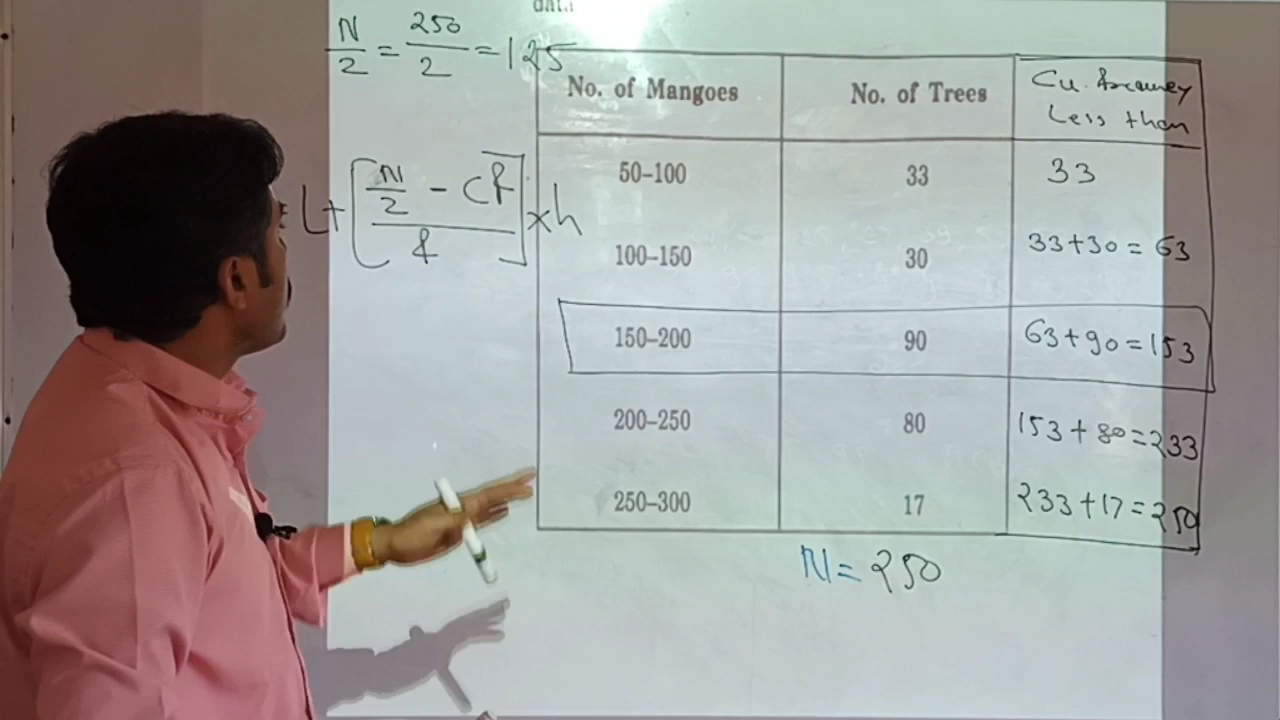 data
N/2 = 250/2 = 125
No. of Mangoes No. of Trees Cu. frequency Less than
50–100 33 33
L+[(N/2 - cf)/f] × h
100–150 30 33+30 = 63
150–200 90 63+90=153
200–250 80 153+80=233
250–300 17 233+17=250
N= 250